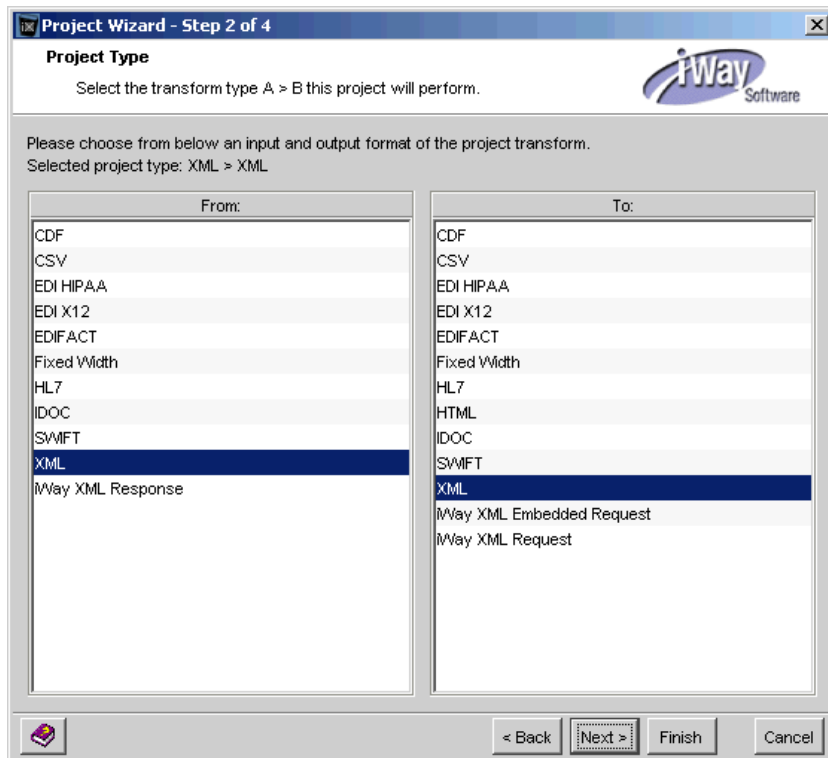 Project Wizard - Step 2 of 4
Project Type
Select the transform type A > B this project will perform.
iWay
Software
Please choose from below an input and output format of the project transform.
Selected project type: XML > XML
From:
CDF
CSV
EDI HIPAA
EDI X12
EDIFACT
Fixed Width
HL7
IDOC
SWIFT
XML
iWay XML Response
To:
CDF
CSV
EDI HIPAA
EDI X12
EDIFACT
Fixed Width
HL7
HTML
IDOC
SWIFT
XML
iWay XML Embedded Request
iWay XML Request
< Back
Next >
Finish
Cancel